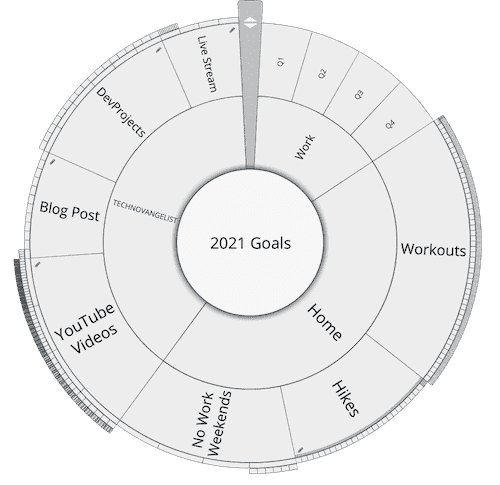 2021 Goals
Work
Q1
Q2
Q3
Q4
Home
Workouts
Hikes
No Work
Weekends
TECHNOVANGELIST
YouTube
Videos
Blog Post
DevProjects
Live Stream